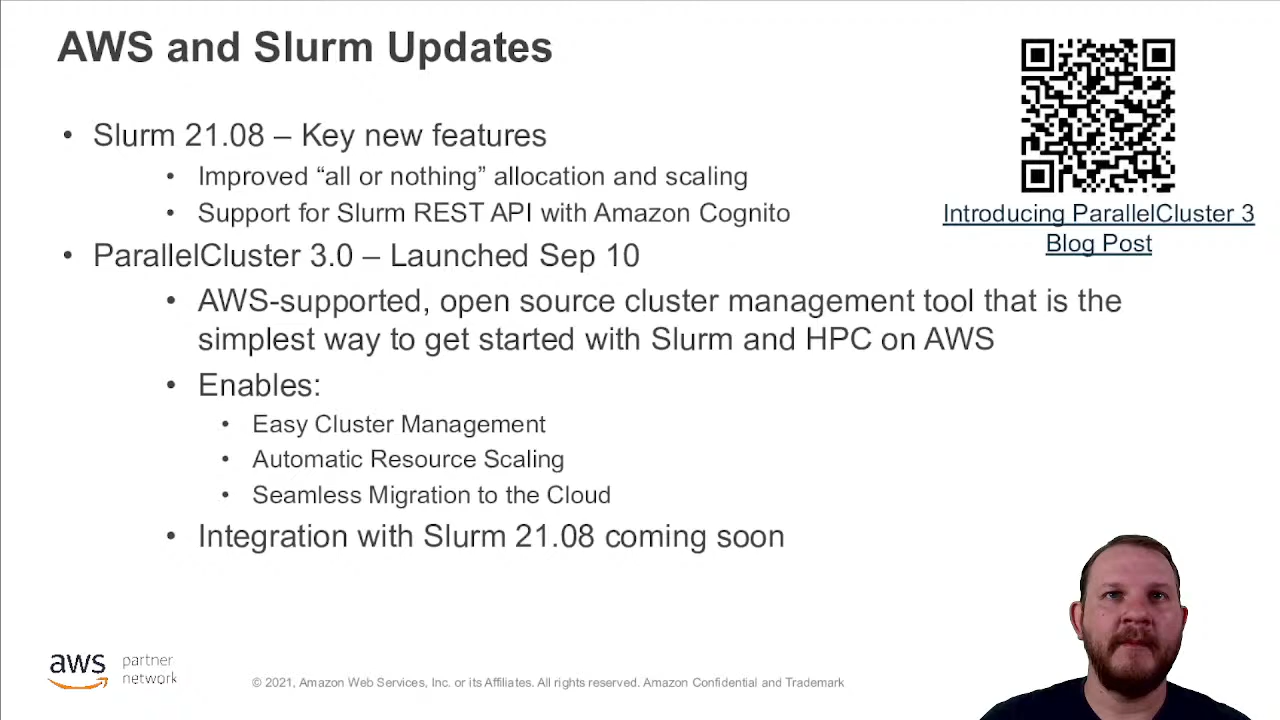 AWS and Slurm Updates
• Slurm 21.08 – Key new features
• Improved “all or nothing” allocation and scaling
• Support for Slurm REST API with Amazon Cognito
• ParallelCluster 3.0 – Launched Sep 10
• AWS-supported, open source cluster management tool that is the
simplest way to get started with Slurm and HPC on AWS
• Enables:
• Easy Cluster Management
• Automatic Resource Scaling
• Seamless Migration to the Cloud
• Integration with Slurm 21.08 coming soon
Introducing ParallelCluster 3
Blog Post
aws partner
network
© 2021, Amazon Web Services, Inc. or its Affiliates. All rights reserved. Amazon Confidential and Trademark